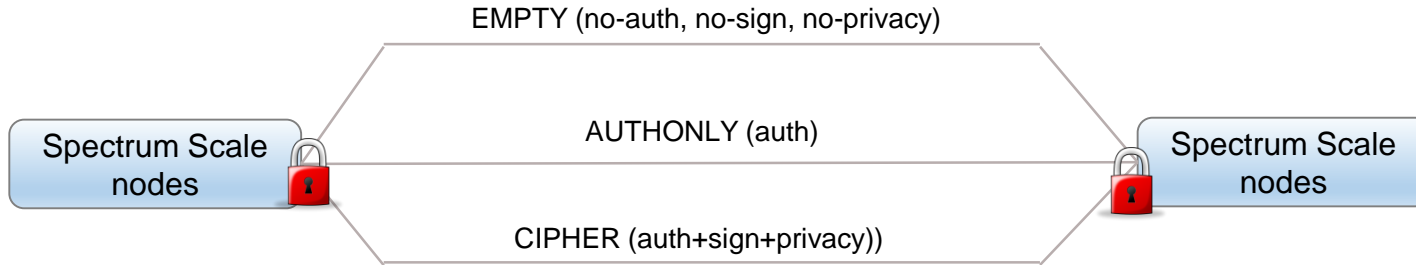 EMPTY (no-auth, no-sign, no-privacy)
Spectrum Scale
nodes
AUTHONLY (auth)
Spectrum Scale
nodes
CIPHER (auth+sign+privacy))